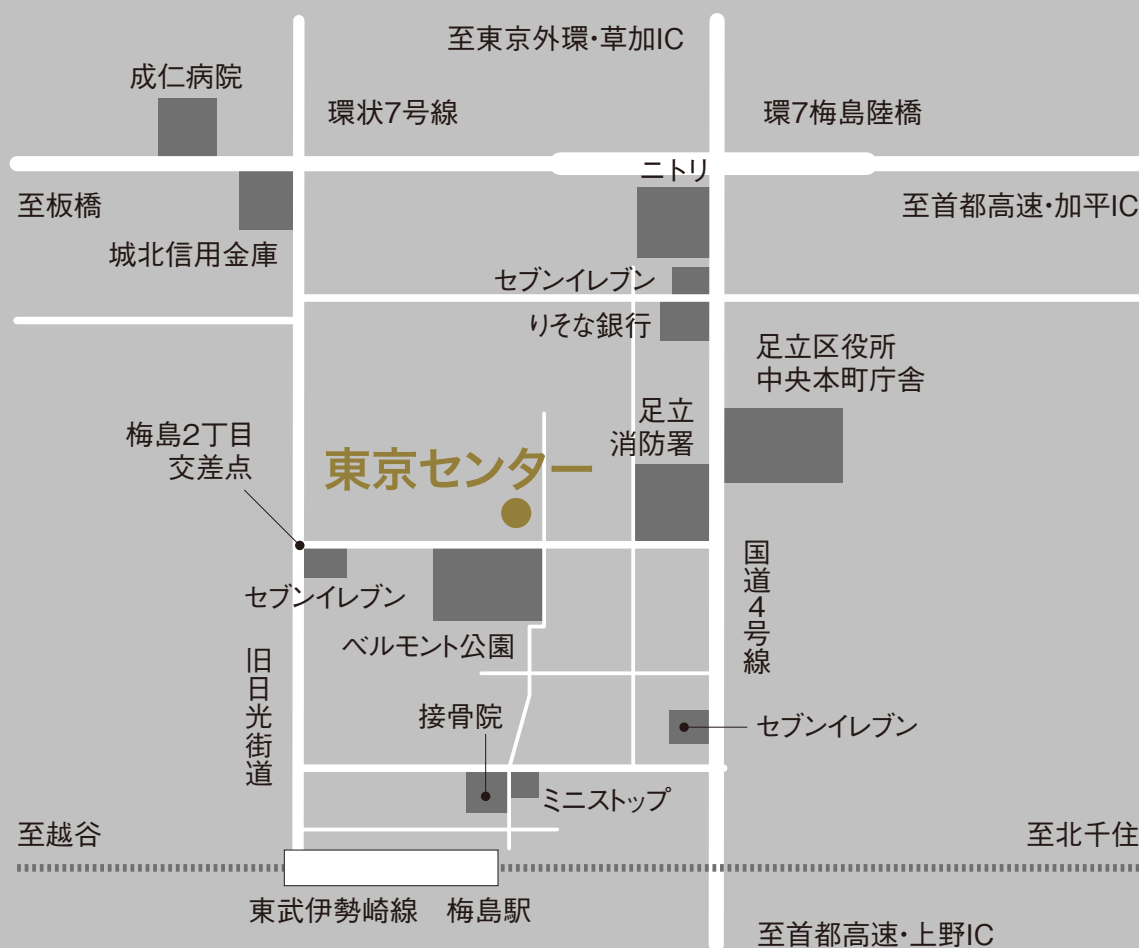 至東京外環・草加IC
成仁病院
環状7号線
環7梅島陸橋
ニトリ
至板橋
至首都高速・加平IC
城北信用金庫
セブンイレブン
りそな銀行
足立区役所
中央本町庁舎
足立
消防署
梅島2丁目
交差点
東京センター
国道4号線
セブンイレブン
ベルモント公園
旧日光街道
接骨院
セブンイレブン
ミニストップ
至越谷
至北千住
東武伊勢崎線 梅島駅
至首都高速・上野IC